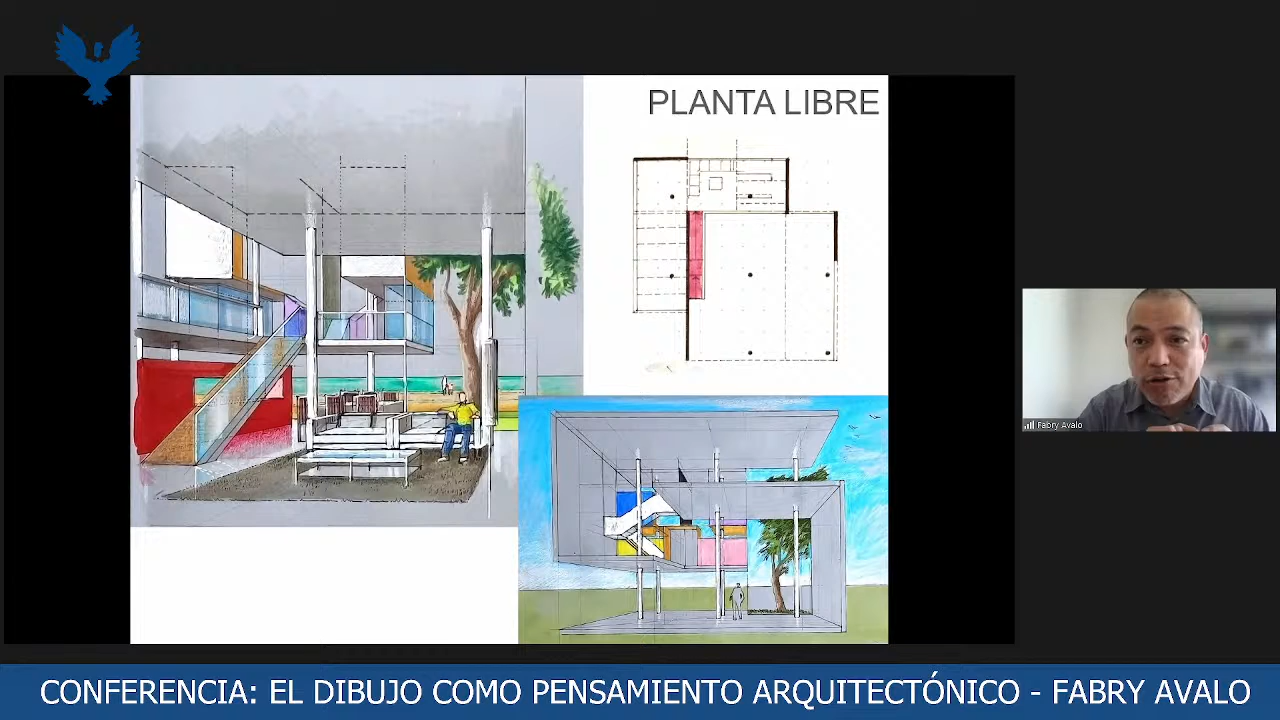 PLANTA LIBRE
Fabry Avalo
CONFERENCIA: EL DIBUJO COMO PENSAMIENTO ARQUITECTÓNICO - FABRY AVALO